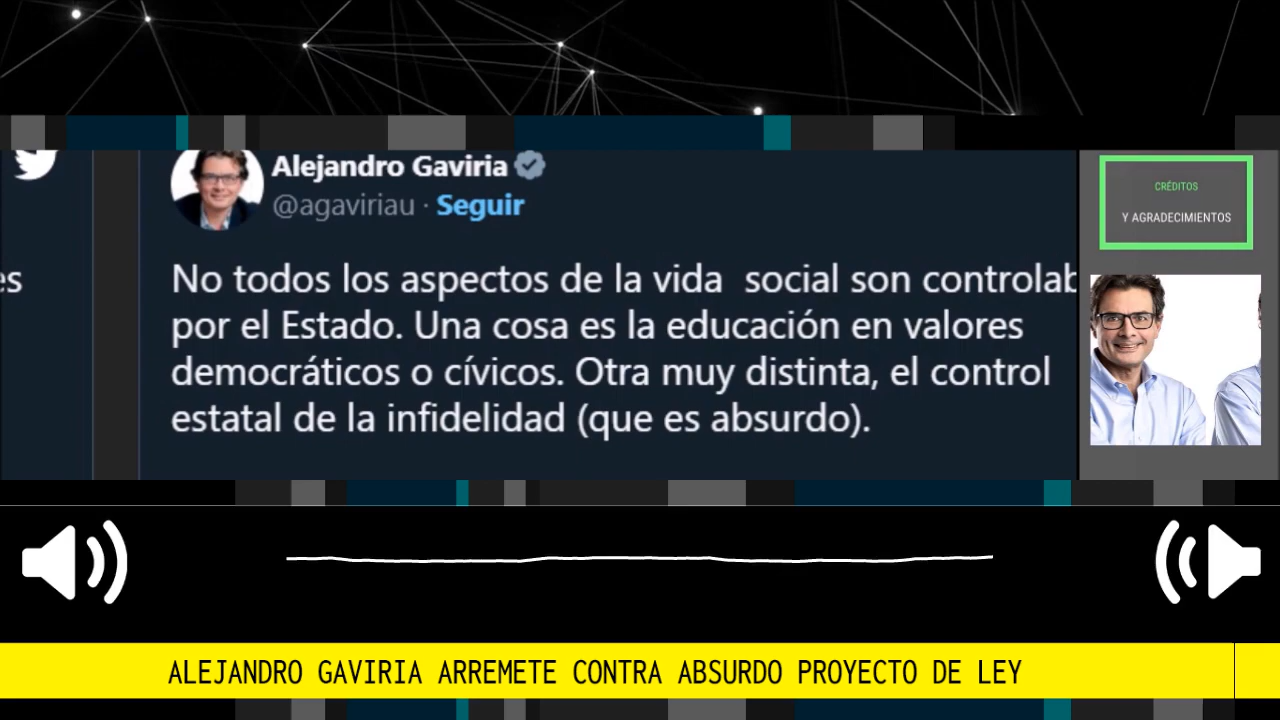 Alejandro Gaviria
@agaviriau · Seguir
es
No todos los aspectos de la vida social son controlab
por el Estado. Una cosa es la educación en valores
democráticos o cívicos. Otra muy distinta, el control
estatal de la infidelidad (que es absurdo).
CRÉDITOS
Y AGRADECIMIENTOS
ALEJANDRO GAVIRIA ARREMETE CONTRA ABSURDO PROYECTO DE LEY